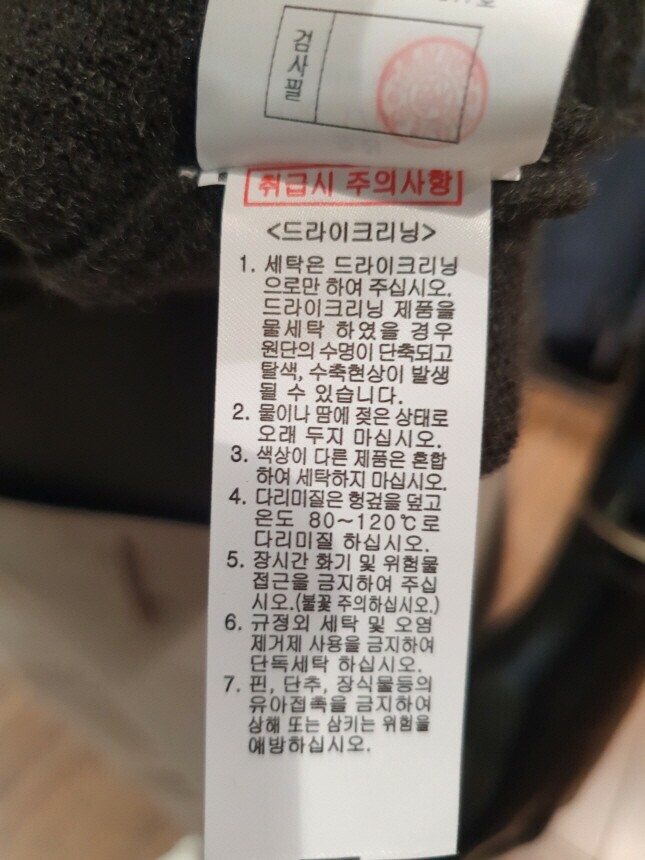 검사필
취급시 주의사항
<드라이크리닝>
1. 세탁은 드라이크리닝
으로만 하여 주십시오.
드라이크리닝 제품을
물세탁 하였을 경우
원단의 수명이 단축되고
탈색, 수축현상이 발생
될 수 있습니다.
2. 물이나 땀에 젖은 상태로
오래 두지 마십시오.
3. 색상이 다른 제품은 혼합
하여 세탁하지 마십시오.
4. 다리미질은 헝겊을 덮고
온도 80~120℃로
다리미질 하십시오.
5. 장시간 화기 및 위험물
접근을 금지하여 주십
시오.(불꽃 주의하십시오.)
6. 규정외 세탁 및 오염
제거제 사용을 금지하여
단독세탁 하십시오.
7. 핀, 단추, 장식물등의
유아접촉을 금지하여
상해 또는 삼키는 위험을
얘방하십시오.